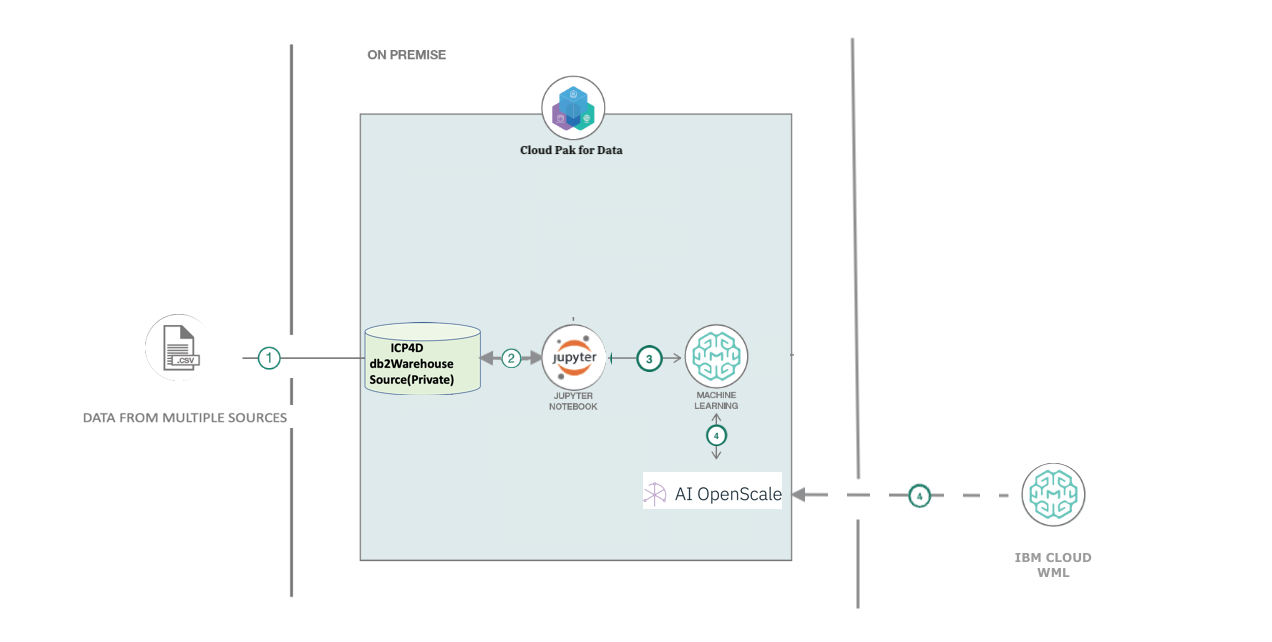 ON PREMISE
Cloud Pak for Data
.CSV
DATA FROM MULTIPLE SOURCES
1
ICP4D
db2Warehouse
Source(Private)
2
jupyter
JUPYTER
NOTEBOOK
3
M
MACHINE
LEARNING
4
AI OpenScale
4
M
IBM CLOUD
WML